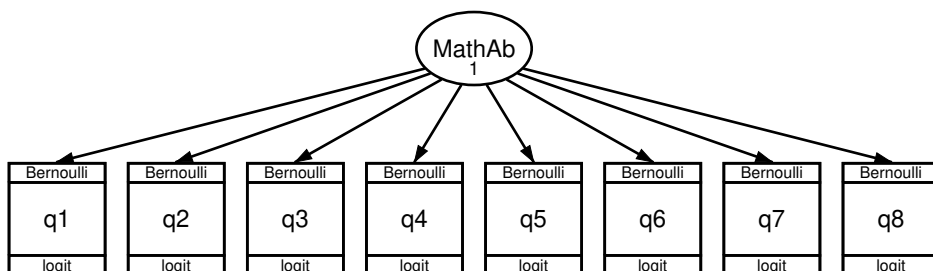 MathAb
1
Bernoulli Bernoulli Bernoulli Bernoulli Bernoulli Bernoulli Bernoulli Bernoulli
q1 q2 q3 q4 q5 q6 q7 q8
logit logit logit logit logit logit logit logit